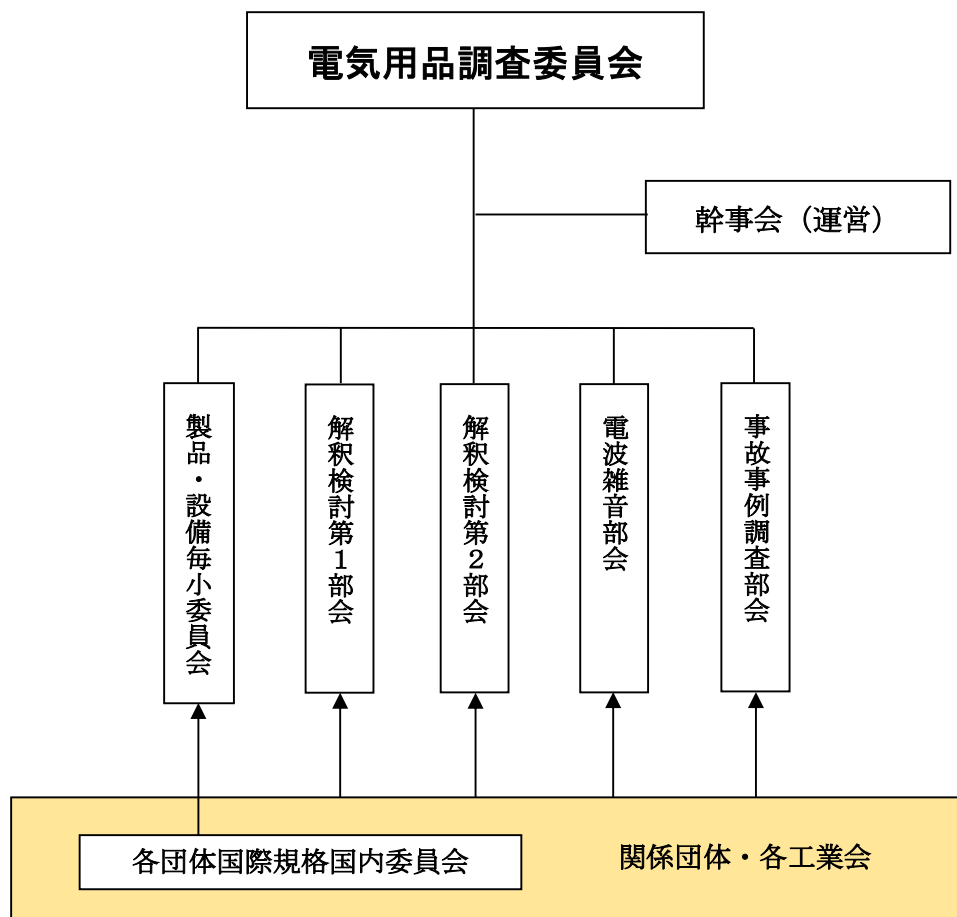 電気用品調査委員会
幹事会（運営）
製品・設備毎小委員会
解釈検討第１部会
解釈検討第２部会
電波雑音部会
事故事例調査部会
各団体国際規格国内委員会
関係団体・各工業会